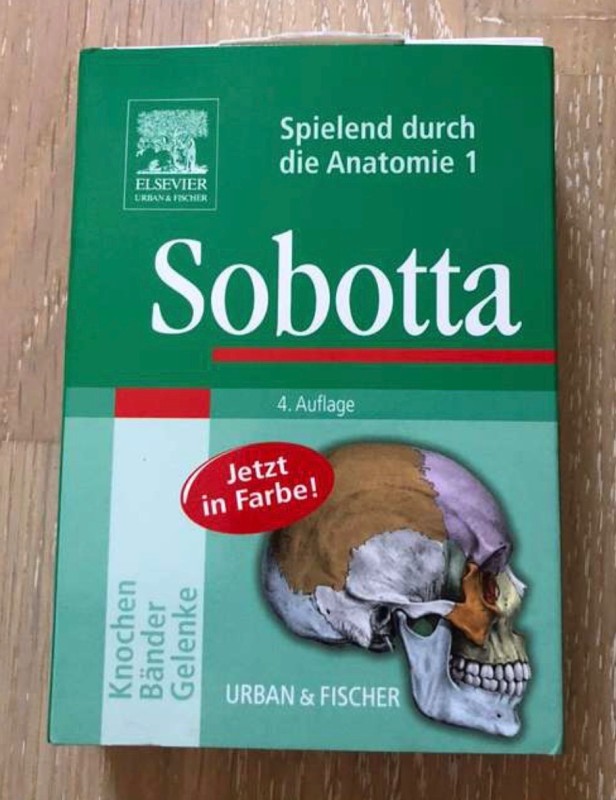 ELSEVIER
URBAN & FISCHER
Spielend durch
die Anatomie 1
Sobotta
4. Auflage
Jetzt
in Farbe!
Knochen
Bänder
Gelenke
URBAN & FISCHER